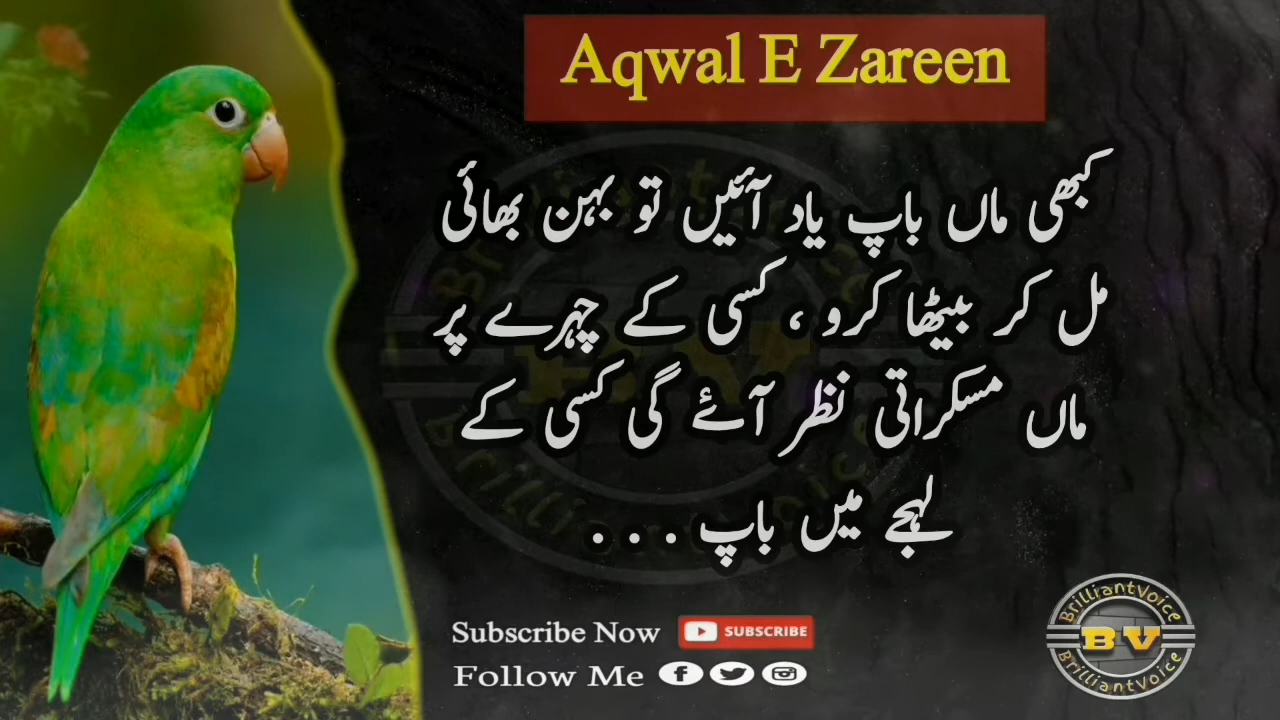 Aqwal E Zareen
کبھی ماں باپ یاد آئیں تو بہن بھائی
مل کر بیٹھا کرو ، کسی کے چہرے پر
ماں مسکراتی نظر آئے گی کسی کے
لہجے میں باپ . . .
Subscribe Now SUBSCRIBE
Follow Me
BrilliantVoice
BV
BrilliantVoice